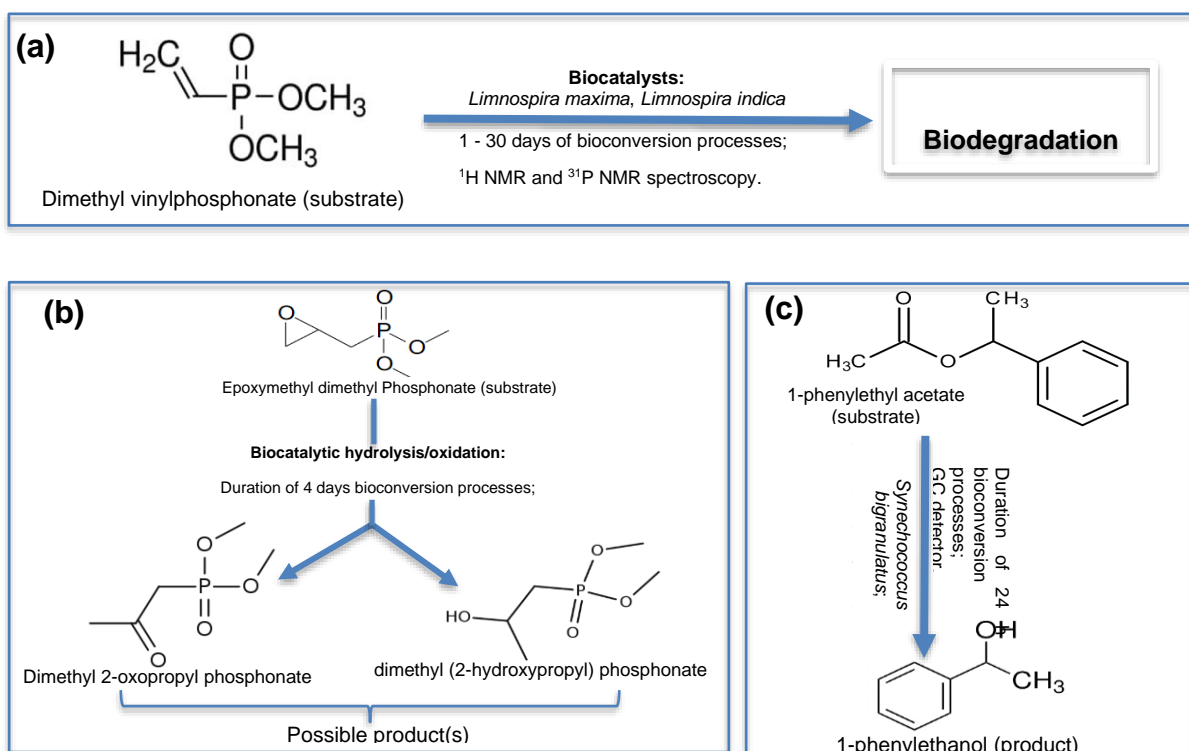 (a)
H₂C
O
P
OCH₃
OCH₃
Dimethyl vinylphosphonate (substrate)
Biocatalysts:
Limnospira maxima, Limnospira indica
1 - 30 days of bioconversion processes;
¹H NMR and ³¹P NMR spectroscopy.
Biodegradation
(b)
O
O
P
O
O
Epoxymethyl dimethyl Phosphonate (substrate)
Biocatalytic hydrolysis/oxidation:
Duration of 4 days bioconversion processes;
O
P
O
O
O
Dimethyl 2-oxopropyl phosphonate
O
P
O
O
HO
dimethyl (2-hydroxypropyl) phosphonate
Possible product(s)
(c)
O
CH₃
H₃C
O
1-phenylethyl acetate
(substrate)
Duration of 24
bioconversion
processes;
GC detector
Synechococcus
bigranulatus;
OH
CH₃
1-phenylethanol (product)